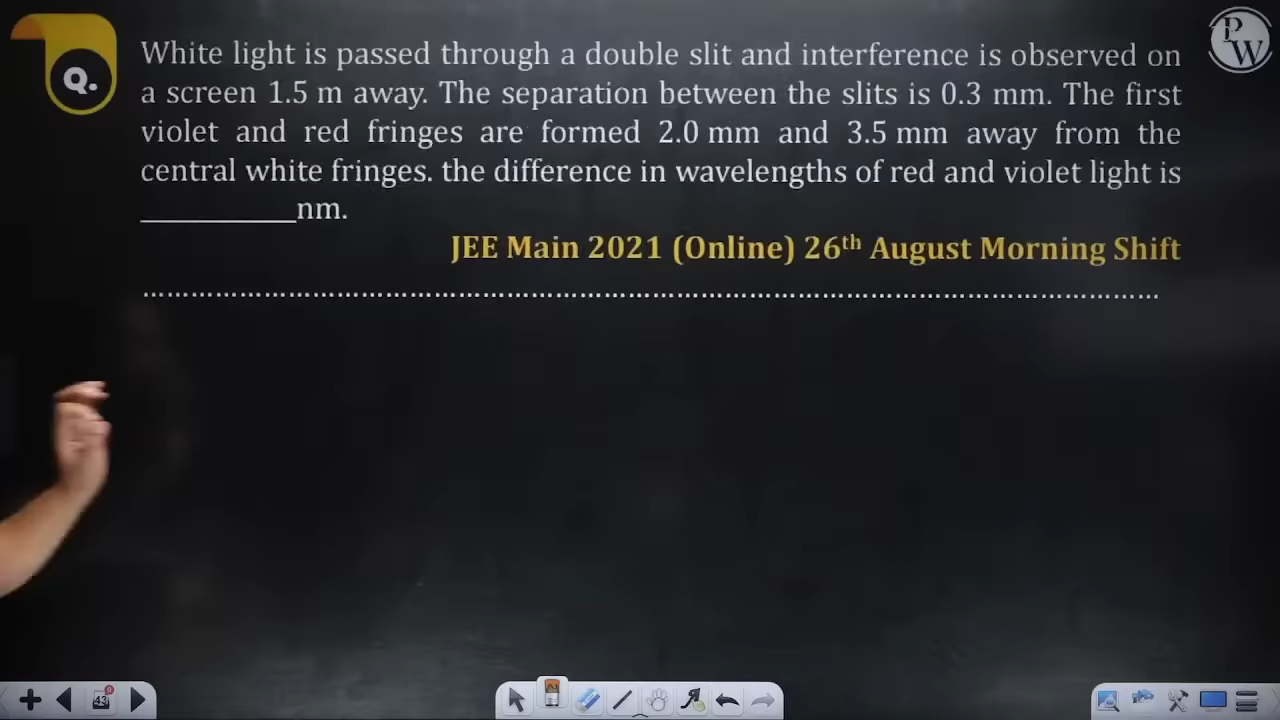 Q.
White light is passed through a double slit and interference is observed on
a screen 1.5 m away. The separation between the slits is 0.3 mm. The first
violet and red fringes are formed 2.0 mm and 3.5 mm away from the
central white fringes. the difference in wavelengths of red and violet light is
__________nm.
JEE Main 2021 (Online) 26th August Morning Shift
PW
43